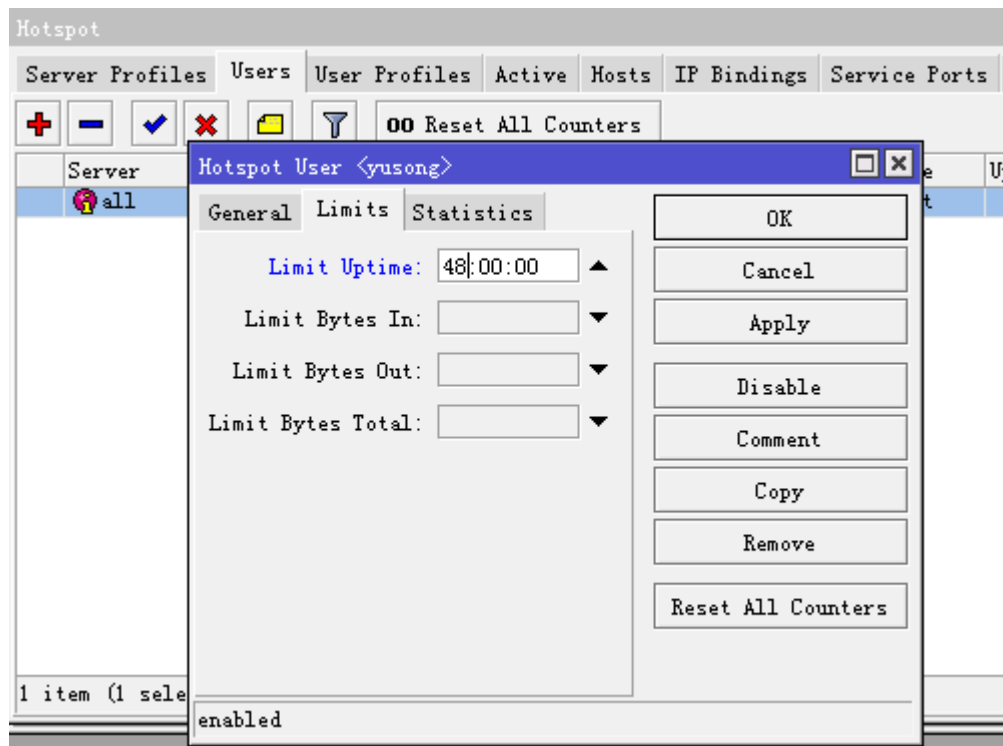 Hotspot
Server Profiles Users User Profiles Active Hosts IP Bindings Service Ports
00 Reset All Counters
Server
all
Hotspot User <yusong>
General Limits Statistics
Limit Uptime: 48:00:00
Limit Bytes In:
Limit Bytes Out:
Limit Bytes Total:
OK
Cancel
Apply
Disable
Comment
Copy
Remove
Reset All Counters
1 item (1 sele
enabled